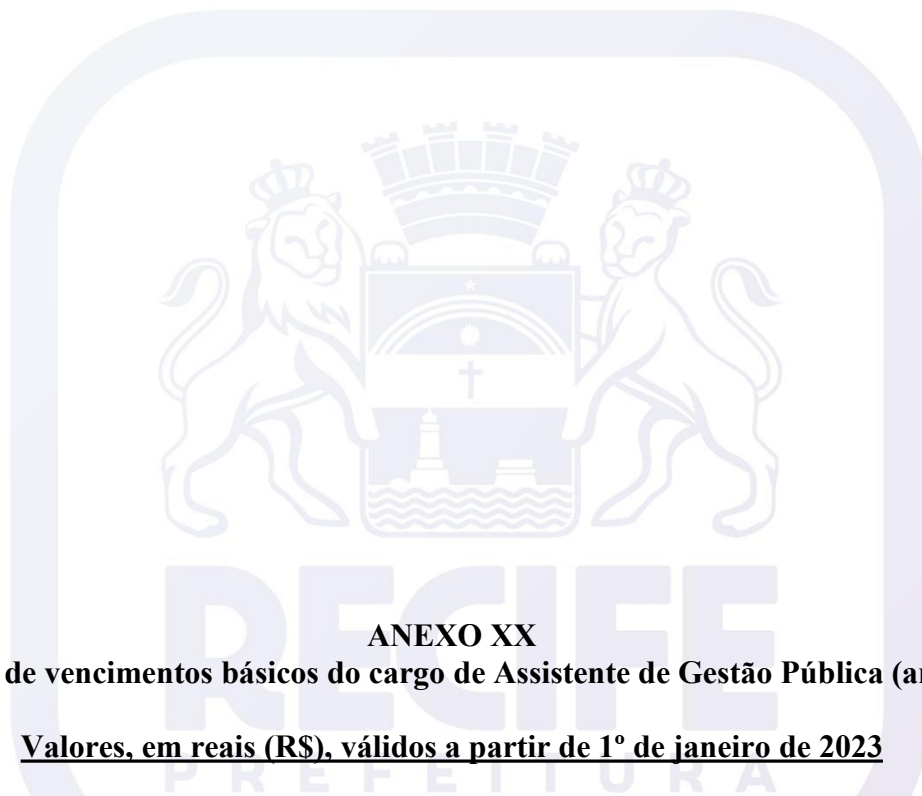 ANEXO XX
de vencimentos básicos do cargo de Assistente de Gestão Pública
Valores, em reais (R$), válidos a partir de 1º de janeiro de 2023
RECIFE
PREFEITURA